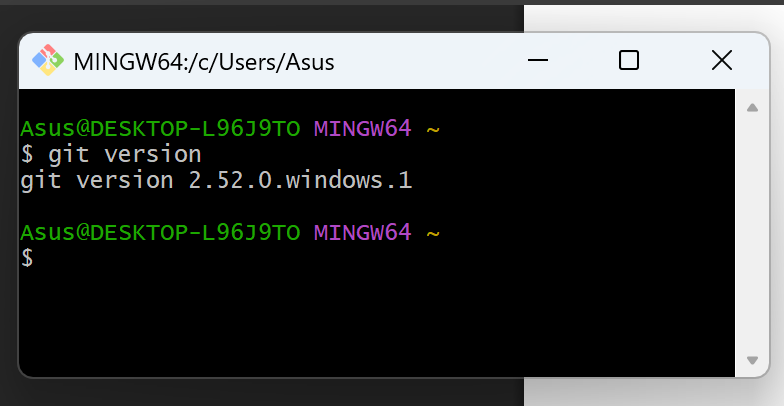 MINGW64:/c/Users/Asus
Asus@DESKTOP-L96J9TO MINGW64 ~
$ git version
git version 2.52.0.windows.1
Asus@DESKTOP-L96J9TO MINGW64 ~
$